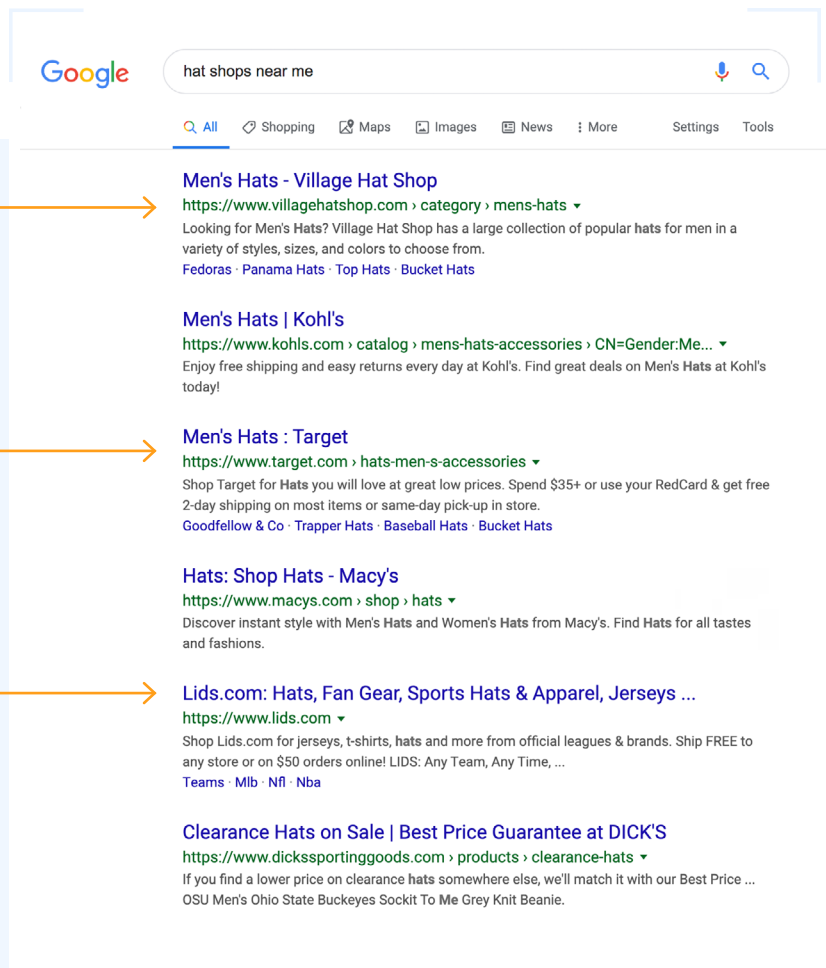 Google
hat shops near me
All Shopping Maps Images News More Settings Tools
Men's Hats - Village Hat Shop
https://www.villagehatshop.com › category › mens-hats
Looking for Men's Hats? Village Hat Shop has a large collection of popular hats for men in a
variety of styles, sizes, and colors to choose from.
Fedoras · Panama Hats · Top Hats · Bucket Hats
Men's Hats | Kohl's
https://www.kohls.com › catalog › mens-hats-accessories › CN=Gender:Me...
Enjoy free shipping and easy returns every day at Kohl's. Find great deals on Men's Hats at Kohl's
today!
Men's Hats : Target
https://www.target.com › hats-men-s-accessories
Shop Target for Hats you will love at great low prices. Spend $35+ or use your RedCard & get free
2-day shipping on most items or same-day pick-up in store.
Goodfellow & Co · Trapper Hats · Baseball Hats · Bucket Hats
Hats: Shop Hats - Macy's
https://www.macys.com › shop › hats
Discover instant style with Men's Hats and Women's Hats from Macy's. Find Hats for all tastes
and fashions.
Lids.com: Hats, Fan Gear, Sports Hats & Apparel, Jerseys ...
https://www.lids.com
Shop Lids.com for jerseys, t-shirts, hats and more from official leagues & brands. Ship FREE to
any store or on $50 orders online! LIDS: Any Team, Any Time, ...
Teams · Mlb · Nfl · Nba
Clearance Hats on Sale | Best Price Guarantee at DICK'S
https://www.dickssportinggoods.com › products › clearance-hats
If you find a lower price on clearance hats somewhere else, we'll match it with our Best Price ...
OSU Men's Ohio State Buckeyes Sockit To Me Grey Knit Beanie.